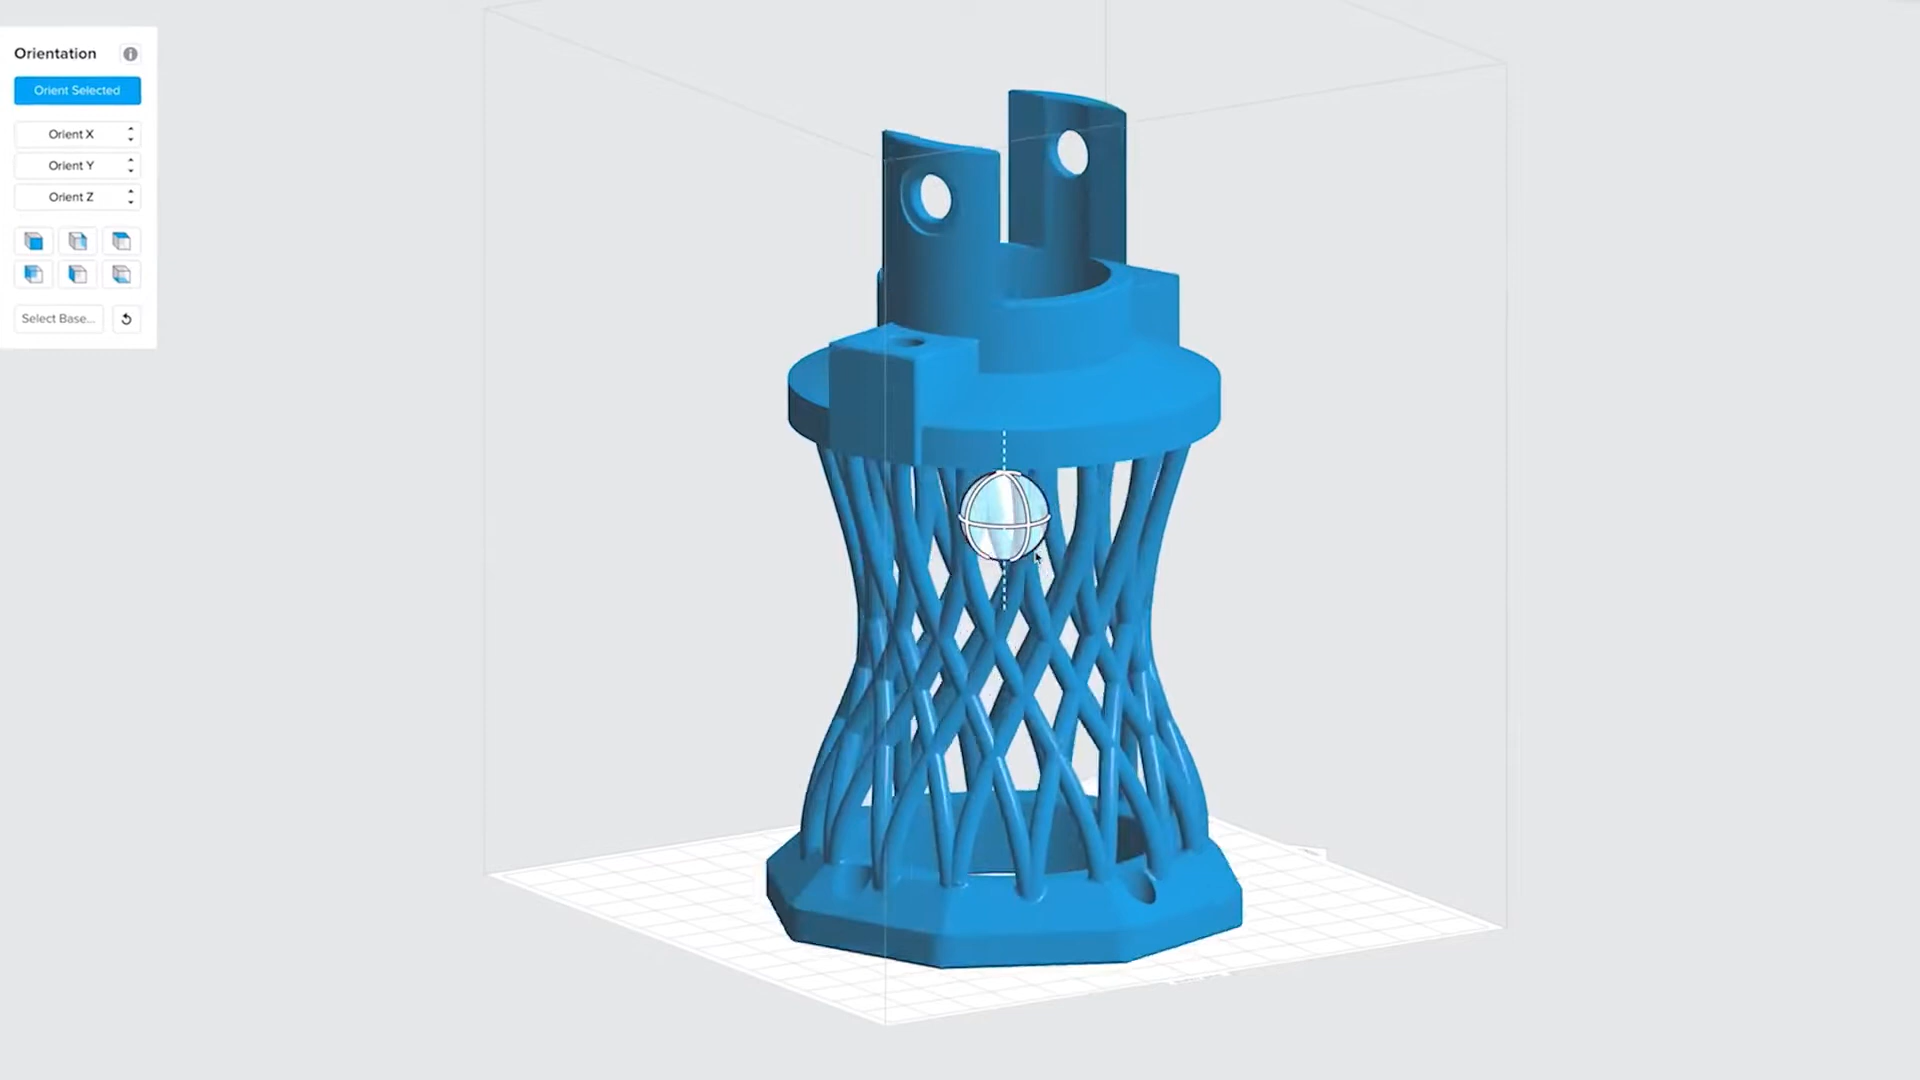 Orientation
Orient Selected
Orient X
Orient Y
Orient Z
Select Base...